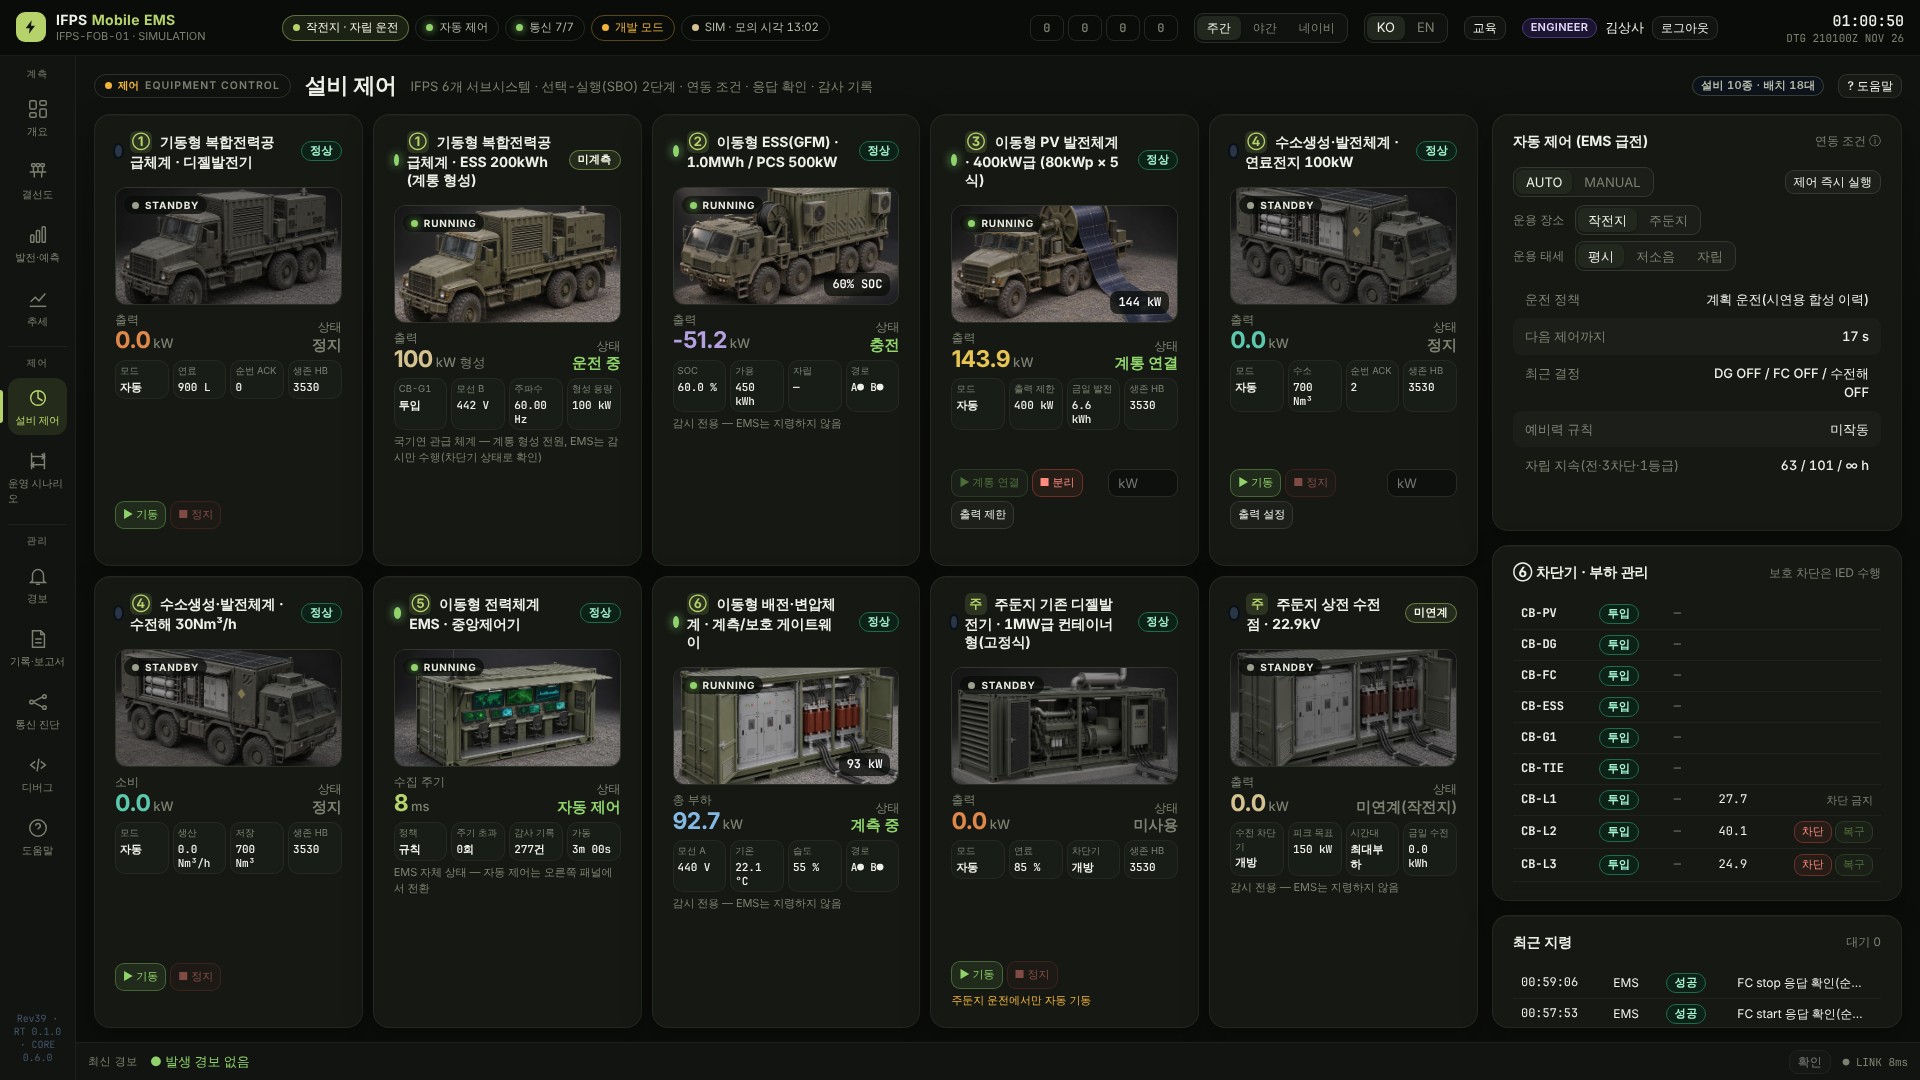 IFPS Mobile EMS
IFPS-FOB-01 · SIMULATION
작전지 · 자립 운전
자동 제어
통신 7/7
개발 모드
SIM · 모의 시각 13:02
0 0 0 0
주간 야간 네이비
KO EN
교육
ENGINEER 김상사 로그아웃
01:00:50
DTG 210100Z NOV 26
계측
개요
결선도
발전·예측
추세
제어
설비 제어
운영 시나리
오
관리
경보
기록·보고서
통신 진단
디버그
도움말
Rev39 ·
RT 0.1.0
· CORE
0.6.0
제어 EQUIPMENT CONTROL
설비 제어
IFPS 6개 서브시스템 · 선택-실행(SBO) 2단계 · 연동 조건 · 응답 확인 · 감사 기록
설비 10종 · 배치 18대
? 도움말
① 기동형 복합전력공
급체계 · 디젤발전기
정상
STANDBY
출력
0.0 kW
상태
정지
모드 연료 순번 ACK 생존 HB
자동 900 L 0 3530
▶ 기동 ■ 정지
① 기동형 복합전력공
급체계 · ESS 200kWh
(계통 형성)
미계측
RUNNING
출력
100 kW 형성
상태
운전 중
CB-G1 모선 B 주파수 형성 용량
투입 442 V 60.00 100 kW
Hz
국기연 관급 체계 — 계통 형성 전원, EMS는 감
시만 수행(차단기 상태로 확인)
② 이동형 ESS(GFM) ·
1.0MWh / PCS 500kW
정상
RUNNING
60% SOC
출력
-51.2 kW
상태
충전
SOC 가용 자립 경로
60.0 % 450 — A● B●
kWh
감시 전용 — EMS는 지령하지 않음
③ 이동형 PV 발전체계
· 400kW급 (80kWp × 5
식)
정상
RUNNING
144 kW
출력
143.9 kW
상태
계통 연결
모드 출력 제한 금일 발전 생존 HB
자동 400 kW 6.6 3530
kWh
▶ 계통 연결 ■ 분리 kW
출력 제한
④ 수소생성·발전체계 ·
연료전지 100kW
정상
STANDBY
출력
0.0 kW
상태
정지
모드 수소 순번 ACK 생존 HB
자동 700 2 3530
Nm³
▶ 기동 ■ 정지 kW
출력 설정
④ 수소생성·발전체계 ·
수전해 30Nm³/h
정상
STANDBY
소비
0.0 kW
상태
정지
모드 생산 저장 생존 HB
자동 0.0 700 3530
Nm³/h Nm³
▶ 기동 ■ 정지
⑤ 이동형 전력체계
EMS · 중앙제어기
정상
RUNNING
수집 주기
8 ms
상태
자동 제어
정책 주기 초과 감사 기록 가동
규칙 0회 277건 3m 00s
EMS 자체 상태 — 자동 제어는 오른쪽 패널에
서 전환
⑥ 이동형 배전·변압체
계 · 계측/보호 게이트웨
이
정상
RUNNING
93 kW
총 부하
92.7 kW
상태
계측 중
모선 A 기온 습도 경로
440 V 22.1 55 % A● B●
°C
감시 전용 — EMS는 지령하지 않음
주 주둔지 기존 디젤발
전기 · 1MW급 컨테이너
형(고정식)
정상
STANDBY
출력
0.0 kW
상태
미사용
모드 연료 차단기 생존 HB
자동 85 % 개방 3530
▶ 기동 ■ 정지
주둔지 운전에서만 자동 기동
주 주둔지 상전 수전
점 · 22.9kV
미연계
STANDBY
출력
0.0 kW
상태
미연계(작전지)
수전 차단 피크 목표 시간대 금일 수전
기 150 kW 최대부 0.0
개방 하 kWh
감시 전용 — EMS는 지령하지 않음
자동 제어 (EMS 급전)
연동 조건 ⓘ
AUTO MANUAL
제어 즉시 실행
운용 장소 작전지 주둔지
운용 태세 평시 저소음 자립
운전 정책 계획 운전(시연용 합성 이력)
다음 제어까지 17 s
최근 결정 DG OFF / FC OFF / 수전해
OFF
예비력 규칙 미작동
자립 지속(전·3차단·1등급) 63 / 101 / ∞ h
⑥ 차단기 · 부하 관리
보호 차단은 IED 수행
CB-PV 투입 —
CB-DG 투입 —
CB-FC 투입 —
CB-ESS 투입 —
CB-G1 투입 —
CB-TIE 투입 —
CB-L1 투입 — 27.7 차단 금지
CB-L2 투입 — 40.1 차단 복구
CB-L3 투입 — 24.9 차단 복구
최근 지령
대기 0
00:59:06 EMS 성공 FC stop 응답 확인(순...
00:57:53 EMS 성공 FC start 응답 확인(순...
최신 경보 ● 발생 경보 없음
확인 ● LINK 8ms